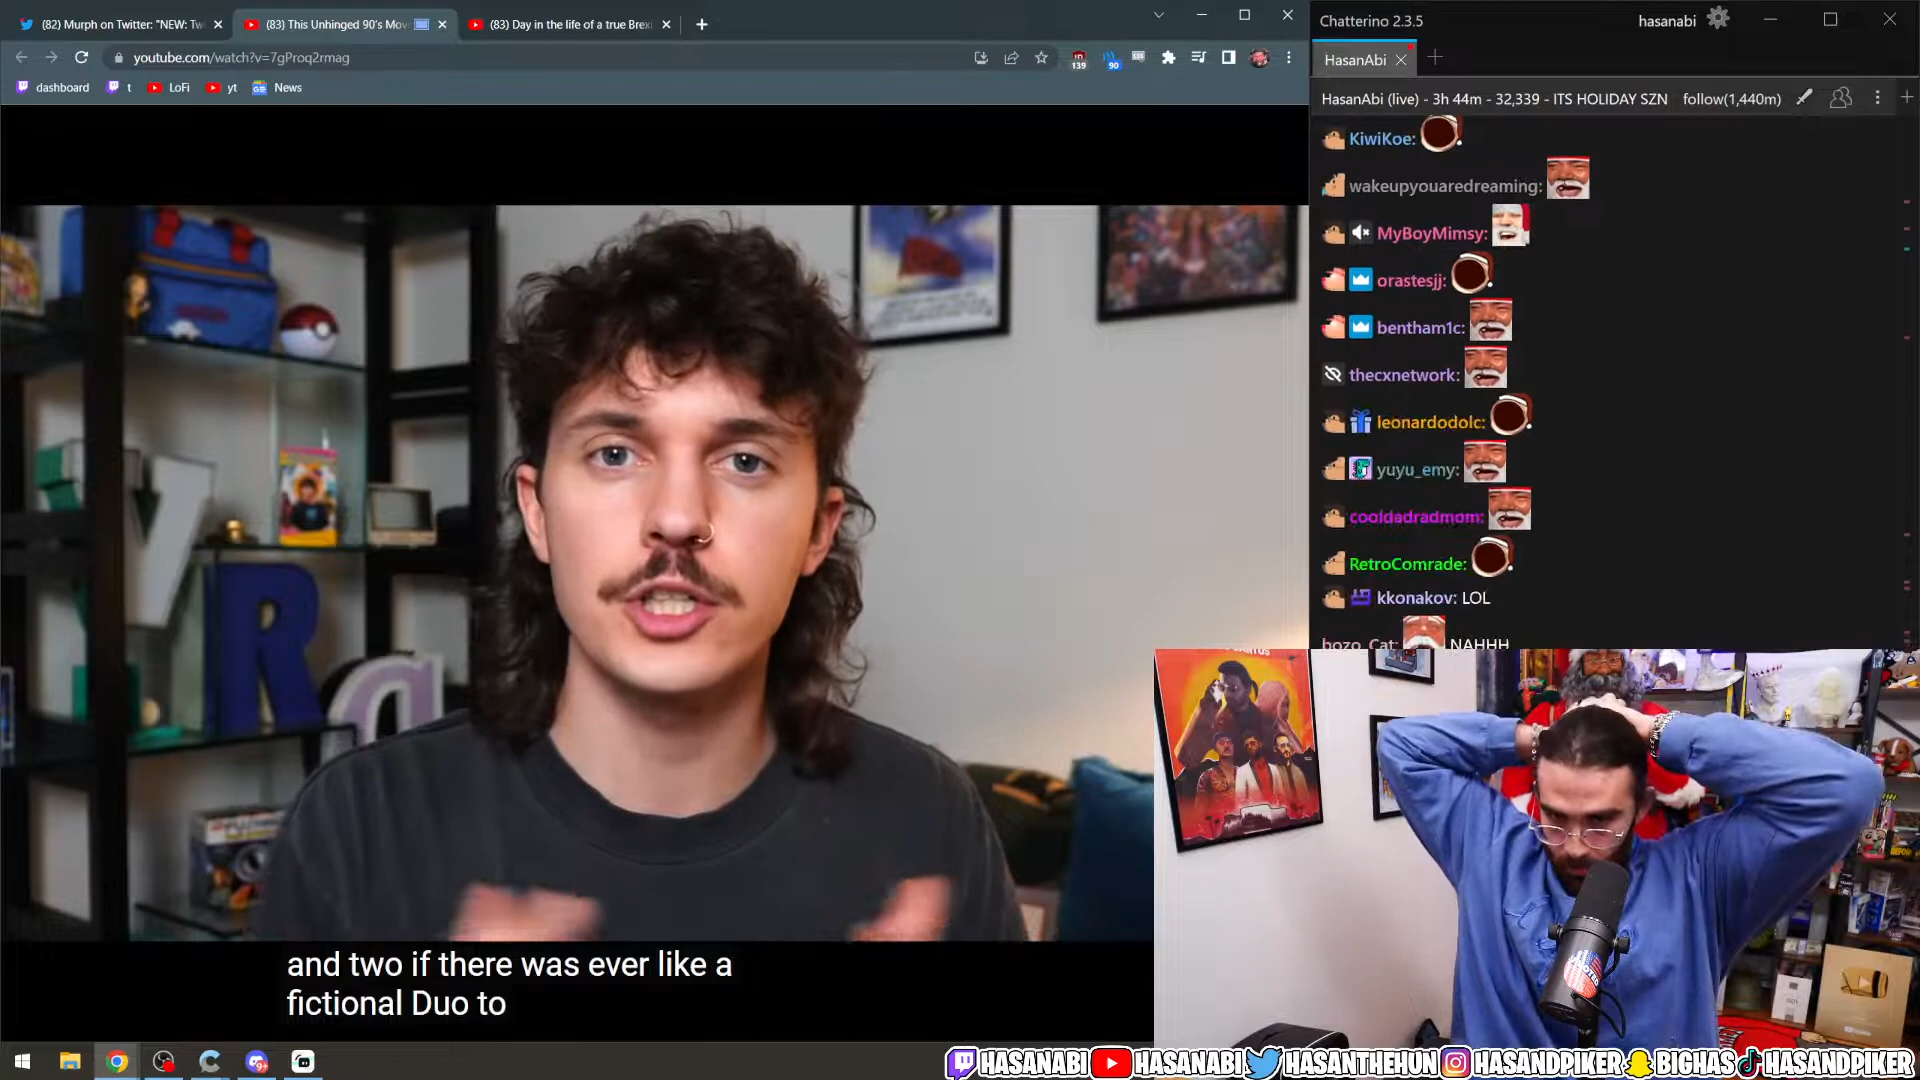 (82) Murph on Twitter: "NEW: Tw
(83) This Unhinged 90's Mov
(83) Day in the life of a true Brex
youtube.com/watch?v=7gProq2rmag
139
90
dashboard
t
LoFi
yt
News
Chatterino 2.3.5
hasanabi
HasanAbi
HasanAbi (live) - 3h 44m - 32,339 - ITS HOLIDAY SZN
follow(1,440m)
KiwiKoe:
wakeupyouaredreaming:
MyBoyMimsy:
orastesjj:
bentham1c:
thecxnetwork:
leonardodolc:
yuyu_emy:
cooldadradmom:
RetroComrade:
kkonakov: LOL
bozo_Cat: NAHHH
and two if there was ever like a
fictional Duo to
HASANABI HASANABI HASANTHEHUN HASANDPIKER BIGHAS HASANDPIKER